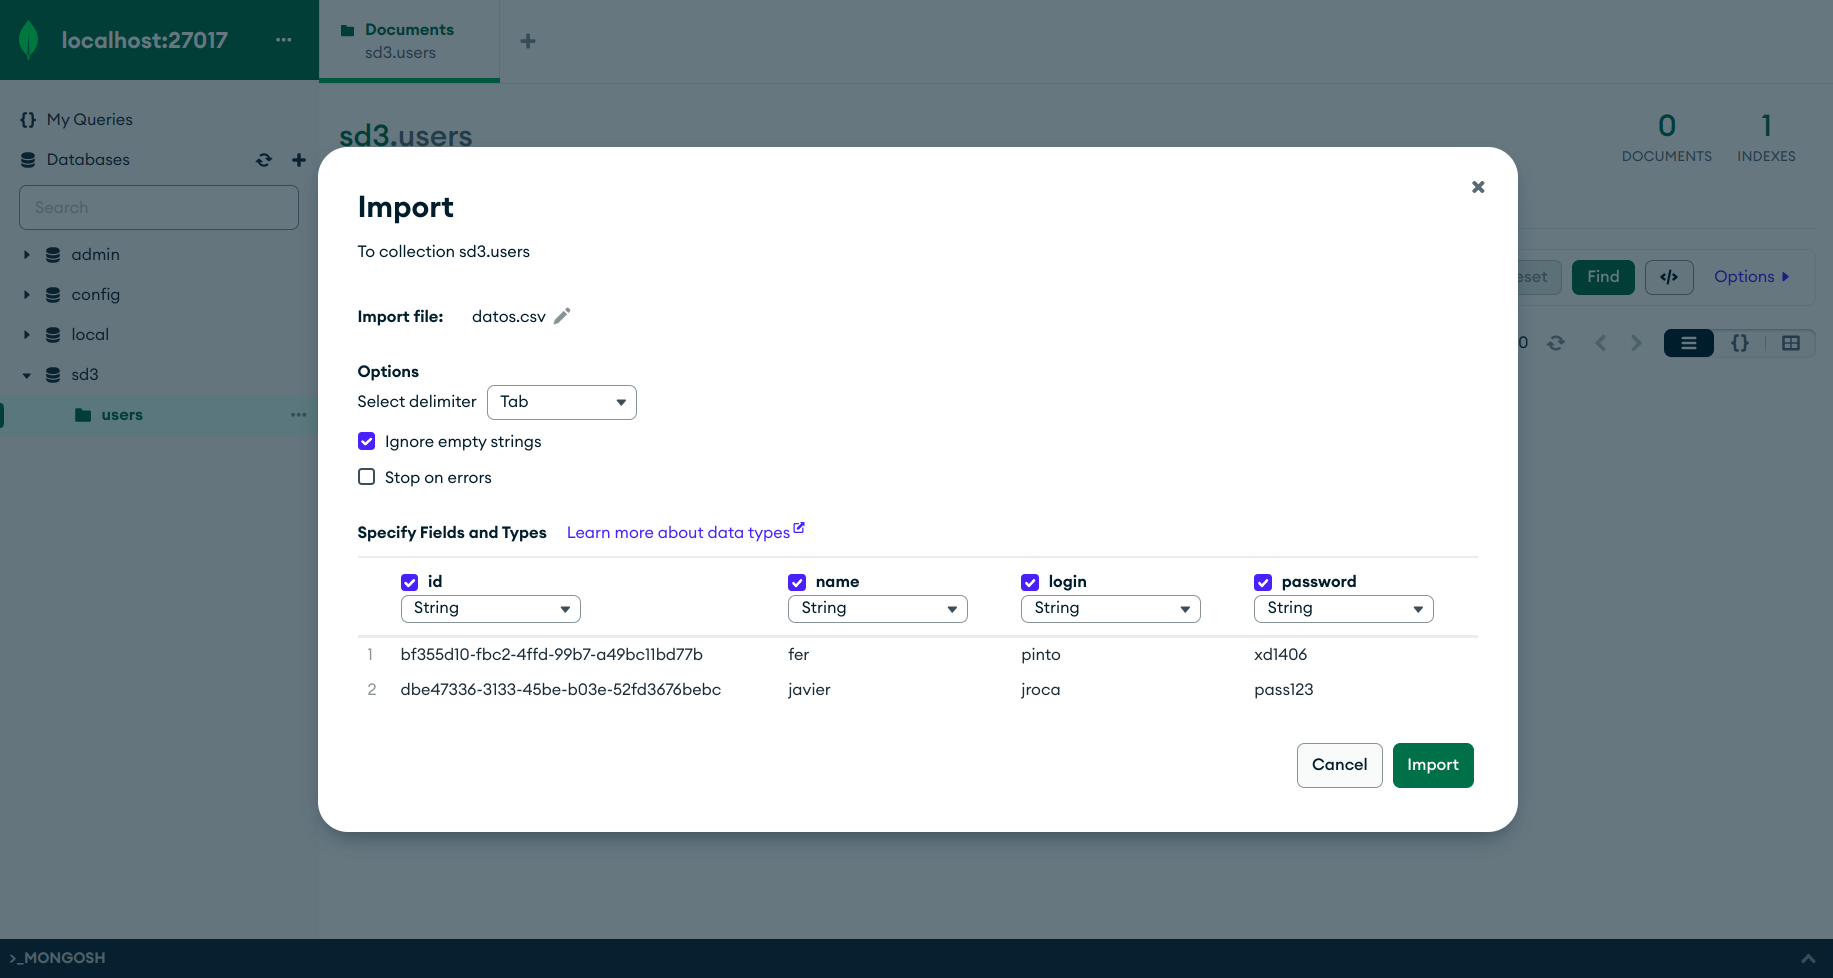 localhost:27017
Documents
sd3.users
My Queries
Databases
Search
admin
config
local
sd3
users
sd3.users
0
DOCUMENTS
1
INDEXES
Find
</>
Options
0
{}
Import
To collection sd3.users
Import file: datos.csv
Options
Select delimiter Tab
Ignore empty strings
Stop on errors
Specify Fields and Types Learn more about data types
id name login password
String String String String
1 bf355d10-fbc2-4ffd-99b7-a49bc11bd77b fer pinto xd1406
2 dbe47336-3133-45be-b03e-52fd3676bebc javier jroca pass123
Cancel Import
>_MONGOSH